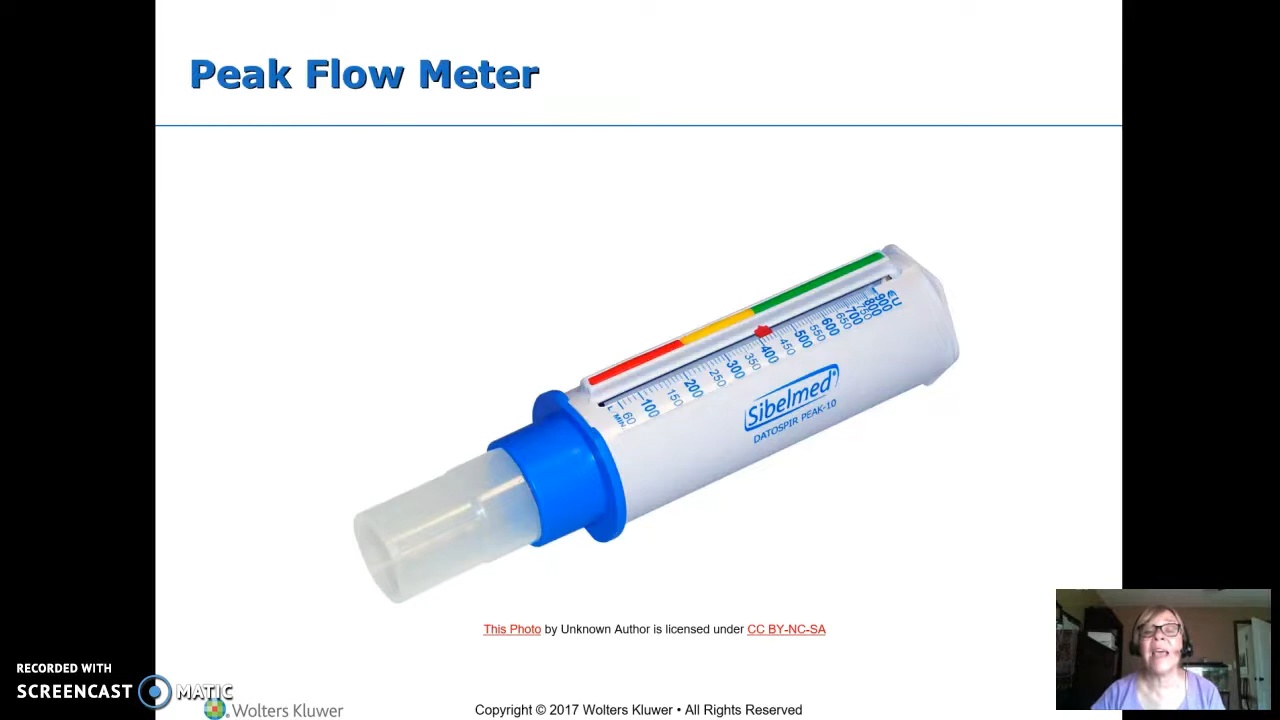 Peak Flow Meter
EU
900
800
750
700
650
600
550
500
450
400
350
300
250
200
150
100
60
L/MIN.
Sibelmed
DATOSPIR PEAK-10
This Photo by Unknown Author is licensed under CC BY-NC-SA
RECORDED WITH
SCREENCAST MATIC
Wolters Kluwer
Copyright © 2017 Wolters Kluwer • All Rights Reserved